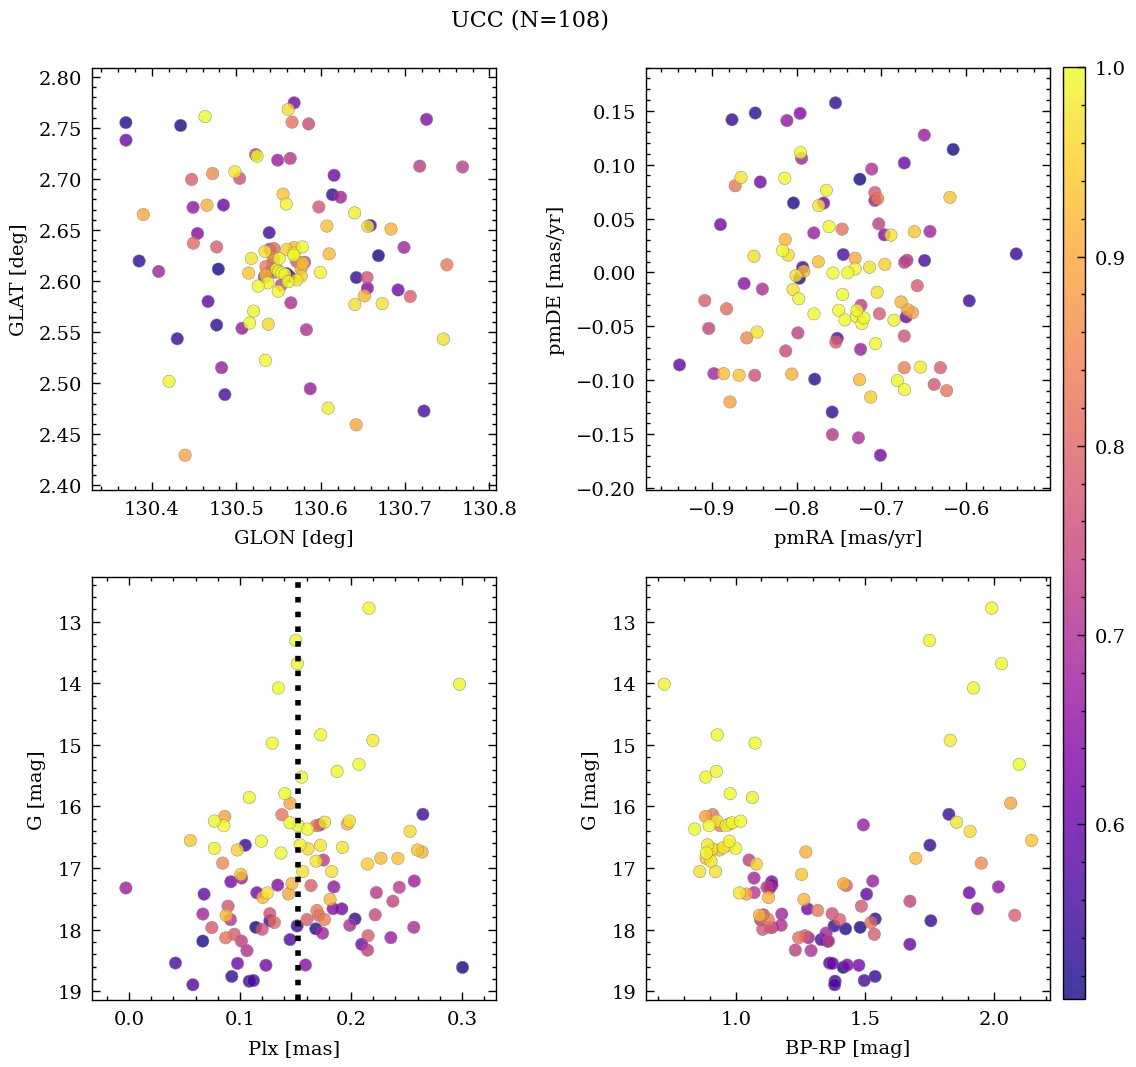 UCC (N=108)
2.80
2.75
2.70
2.65
2.60
2.55
2.50
2.45
2.40
GLAT [deg]
130.4 130.5 130.6 130.7 130.8
GLON [deg]
0.15
0.10
0.05
0.00
−0.05
−0.10
−0.15
−0.20
pmDE [mas/yr]
−0.9 −0.8 −0.7 −0.6
pmRA [mas/yr]
1.0
0.9
0.8
0.7
0.6
13
14
15
16
17
18
19
G [mag]
0.0 0.1 0.2 0.3
Plx [mas]
13
14
15
16
17
18
19
G [mag]
1.0 1.5 2.0
BP-RP [mag]